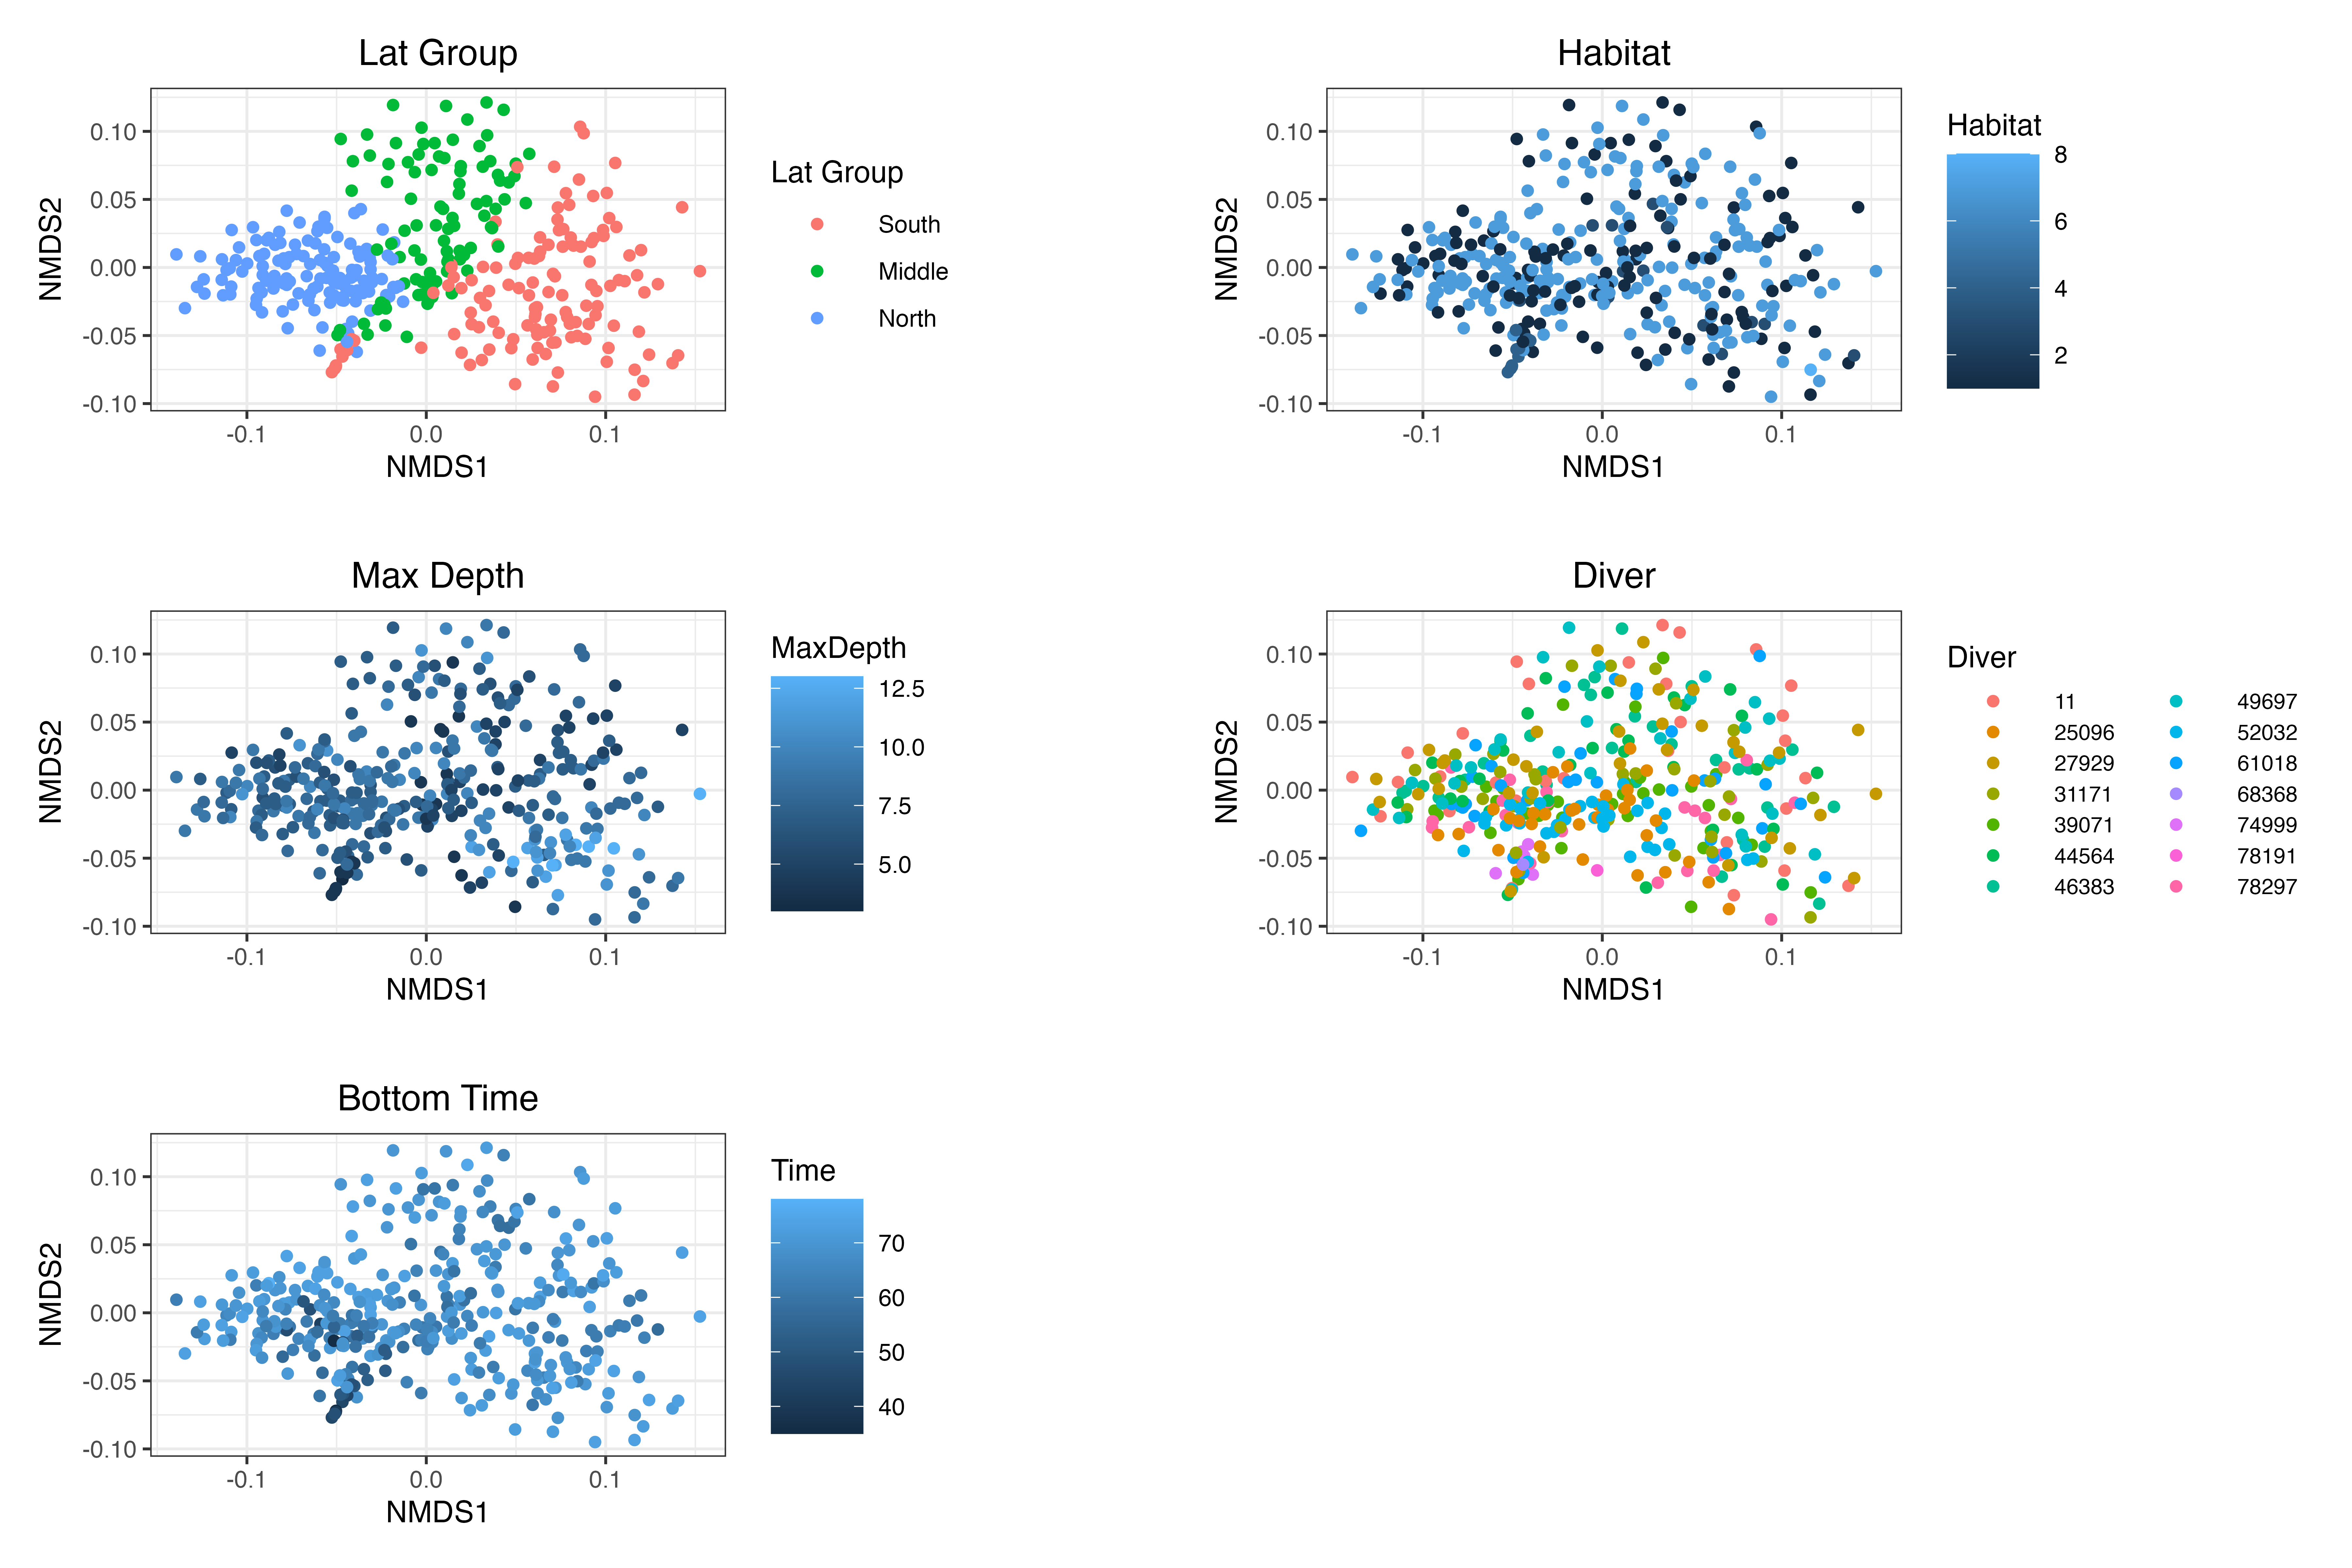 Lat Group
NMDS2
0.10
0.05
0.00
-0.05
-0.10
-0.1 0.0 0.1
NMDS1
Lat Group
South
Middle
North
Habitat
NMDS2
0.10
0.05
0.00
-0.05
-0.10
-0.1 0.0 0.1
NMDS1
Habitat
8
6
4
2
Max Depth
NMDS2
0.10
0.05
0.00
-0.05
-0.10
-0.1 0.0 0.1
NMDS1
MaxDepth
12.5
10.0
7.5
5.0
Diver
NMDS2
0.10
0.05
0.00
-0.05
-0.10
-0.1 0.0 0.1
NMDS1
Diver
11 49697
25096 52032
27929 61018
31171 68368
39071 74999
44564 78191
46383 78297
Bottom Time
NMDS2
0.10
0.05
0.00
-0.05
-0.10
-0.1 0.0 0.1
NMDS1
Time
70
60
50
40